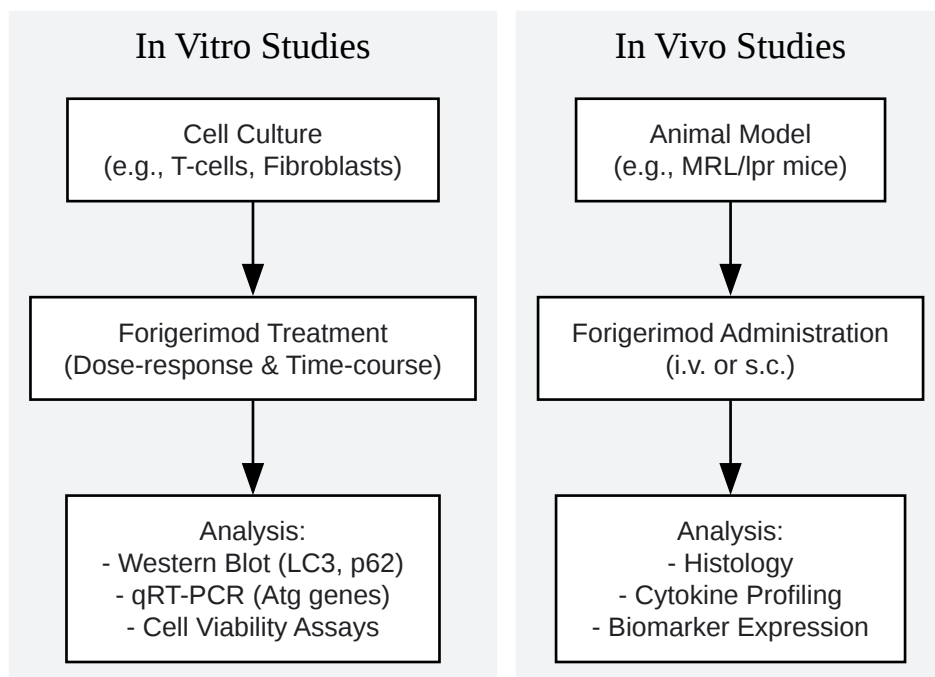 In Vitro Studies
Cell Culture
(e.g., T-cells, Fibroblasts)
Forigerimod Treatment
(Dose-response & Time-course)
Analysis:
- Western Blot (LC3, p62)
- qRT-PCR (Atg genes)
- Cell Viability Assays
In Vivo Studies
Animal Model
(e.g., MRL/lpr mice)
Forigerimod Administration
(i.v. or s.c.)
Analysis:
- Histology
- Cytokine Profiling
- Biomarker Expression